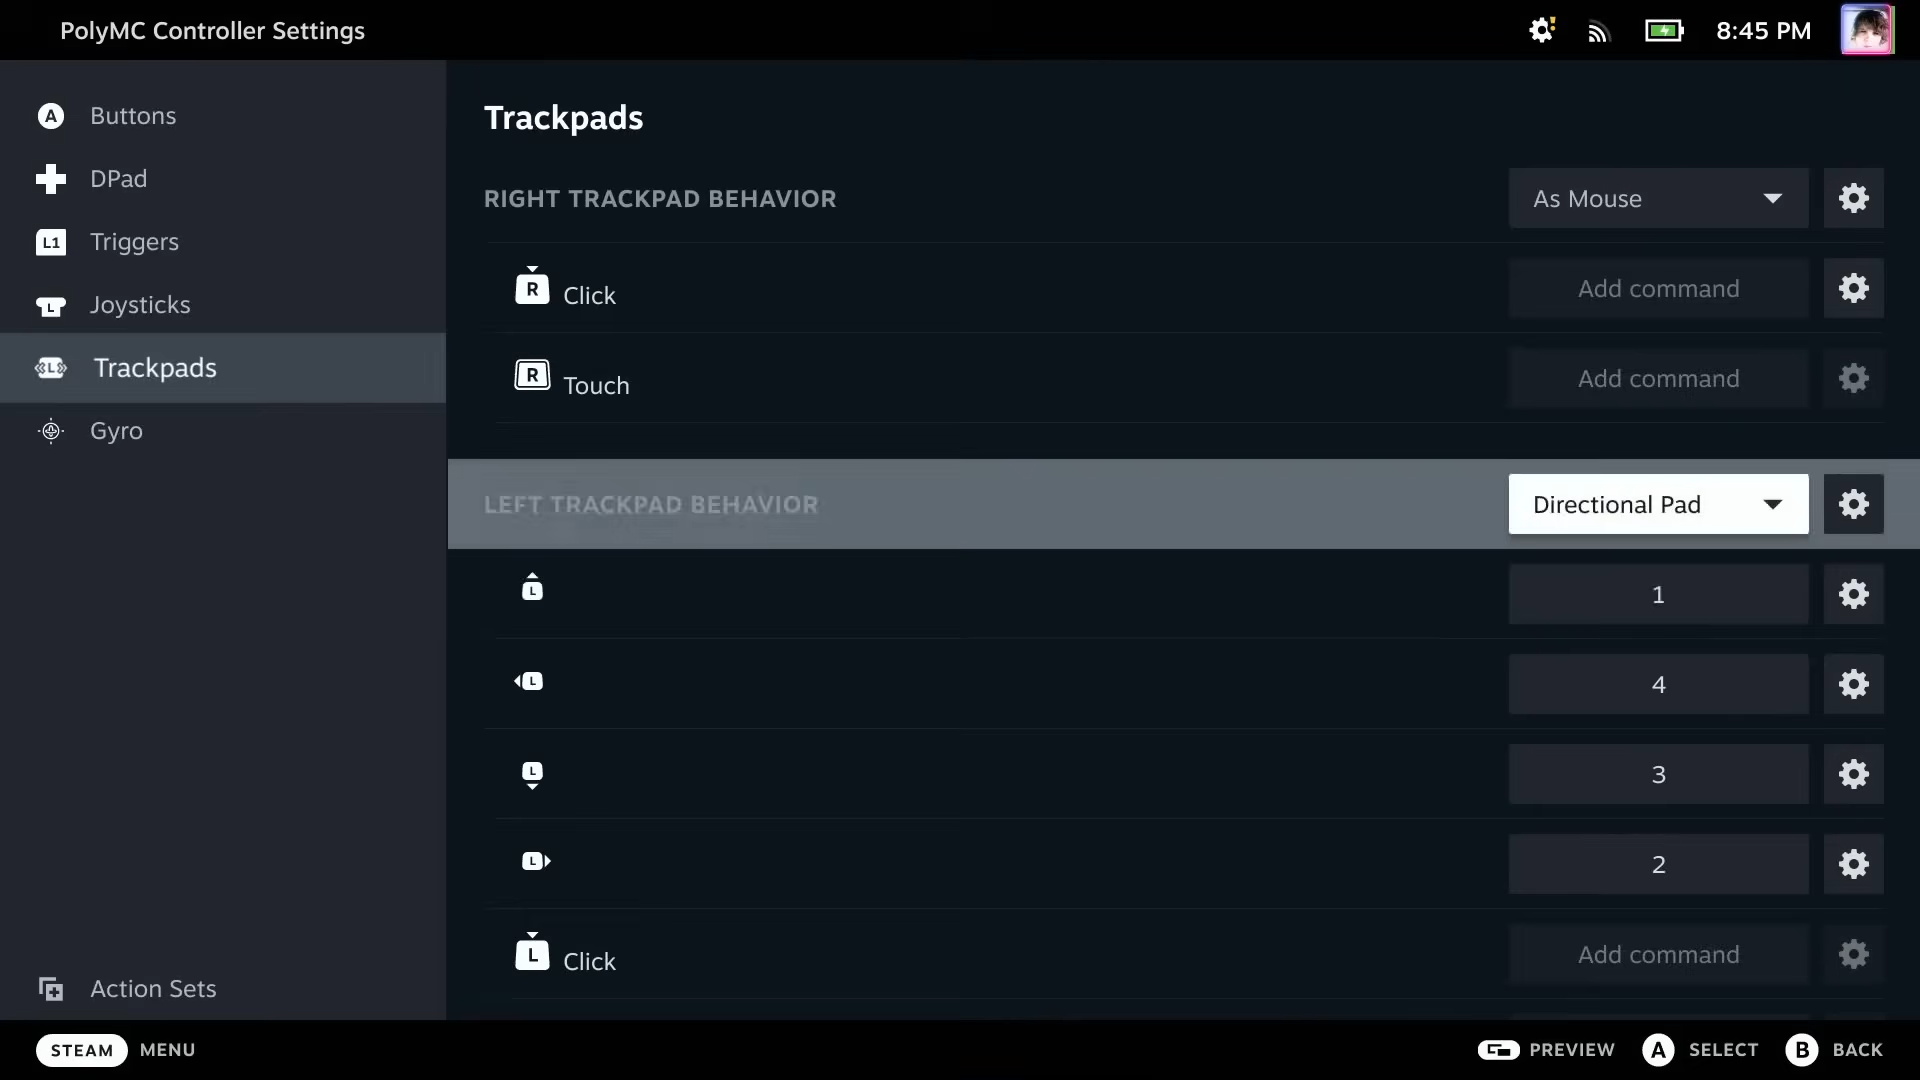 PolyMC Controller Settings
8:45 PM
A Buttons
DPad
L1 Triggers
L Joysticks
L Trackpads
Gyro
Action Sets
Trackpads
RIGHT TRACKPAD BEHAVIOR
As Mouse
R Click
Add command
R Touch
Add command
LEFT TRACKPAD BEHAVIOR
Directional Pad
L
1
L
4
L
3
L
2
L Click
Add command
STEAM MENU
PREVIEW
A SELECT
B BACK